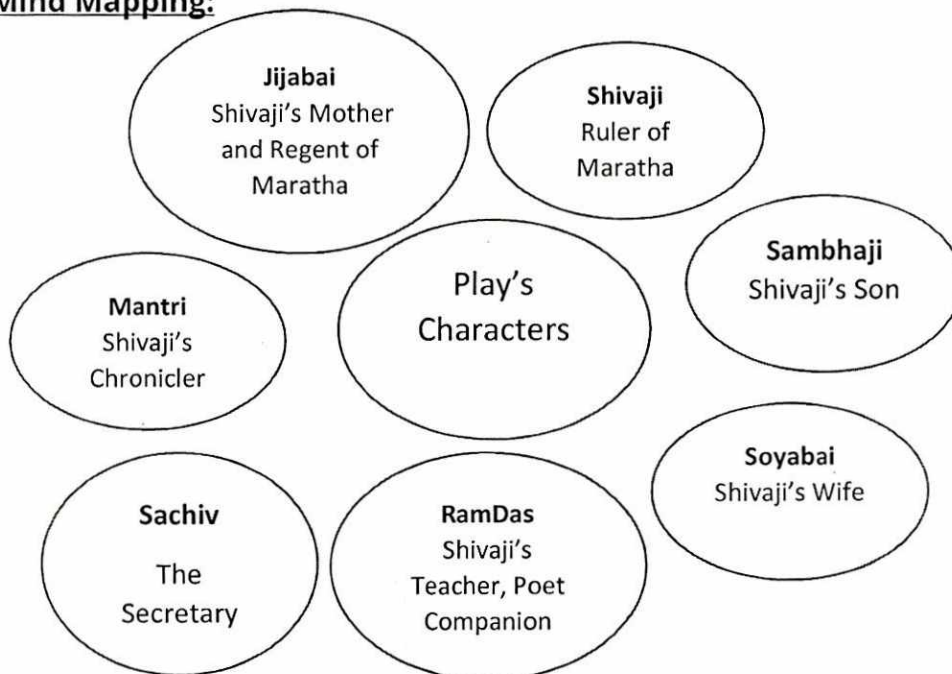 Mind Mapping:
Jijabai
Shivaji's Mother
and Regent of
Maratha
Shivaji
Ruler of
Maratha
Play's
Characters
Sambhaji
Shivaji's Son
Mantri
Shivaji's
Chronicler
Soyabai
Shivaji's Wife
Sachiv
The
Secretary
RamDas
Shivaji's
Teacher, Poet
Companion